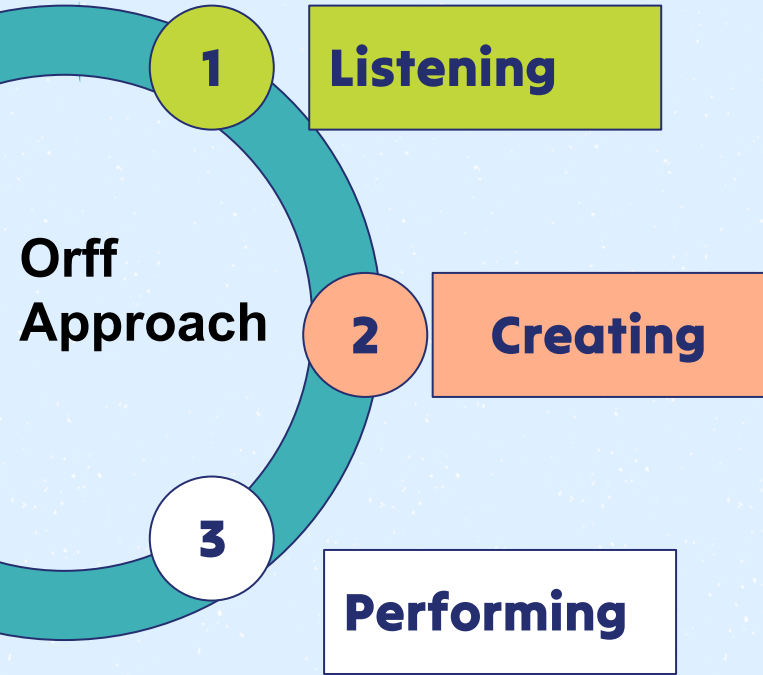 1
Listening
Orff
Approach
2
Creating
3
Performing